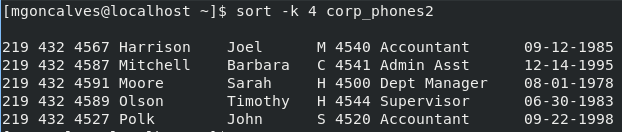 [mgoncalves@localhost ~]$ sort -k 4 corp_phones2
219 432 4567 Harrison Joel M 4540 Accountant 09-12-1985
219 432 4587 Mitchell Barbara C 4541 Admin Asst 12-14-1995
219 432 4591 Moore Sarah H 4500 Dept Manager 08-01-1978
219 432 4589 Olson Timothy H 4544 Supervisor 06-30-1983
219 432 4527 Polk John S 4520 Accountant 09-22-1998